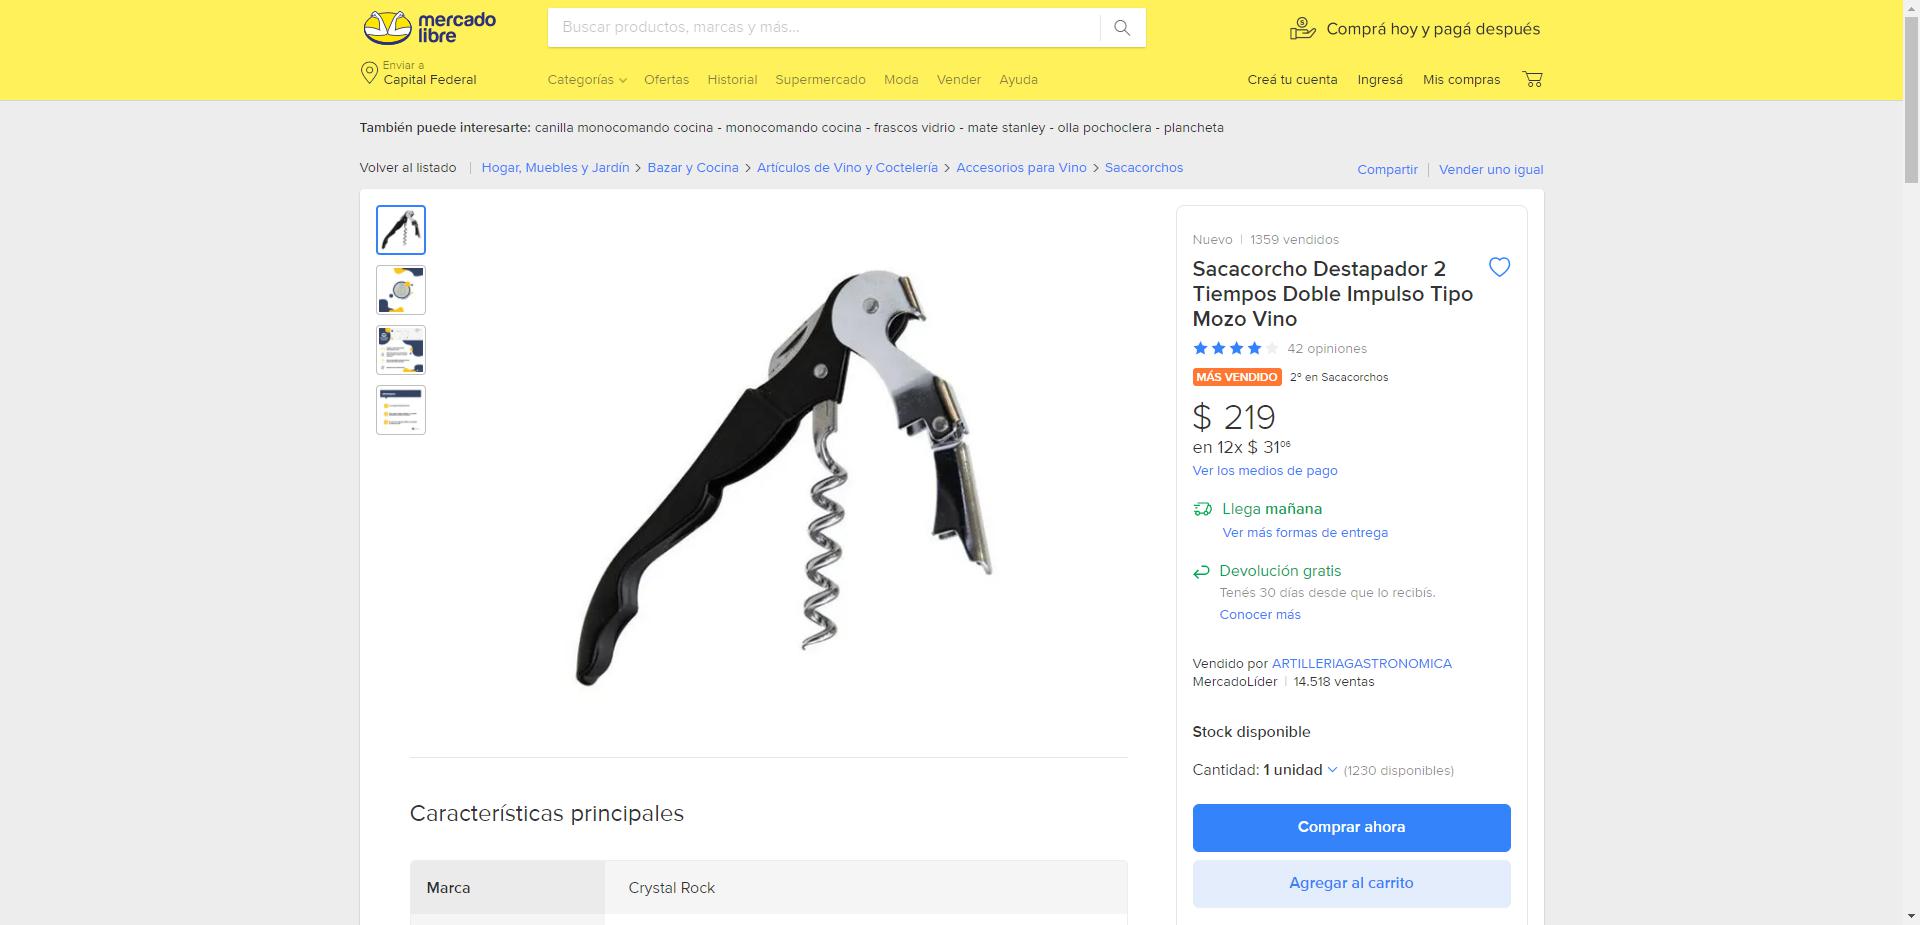 mercado
libre
Buscar productos, marcas y más...
Comprá hoy y pagá después
Enviar a
Capital Federal
Categorías Ofertas Historial Supermercado Moda Vender Ayuda
Creá tu cuenta Ingresá Mis compras
También puede interesarte: canilla monocomando cocina - monocomando cocina - frascos vidrio - mate stanley - olla pochoclera - plancheta
Volver al listado | Hogar, Muebles y Jardín > Bazar y Cocina > Artículos de Vino y Coctelería > Accesorios para Vino > Sacacorchos
Compartir | Vender uno igual
Nuevo | 1359 vendidos
Sacacorcho Destapador 2
Tiempos Doble Impulso Tipo
Mozo Vino
42 opiniones
MÁS VENDIDO 2º en Sacacorchos
$ 219
en 12x $ 31⁰⁶
Ver los medios de pago
Llega mañana
Ver más formas de entrega
Devolución gratis
Tenés 30 días desde que lo recibís.
Conocer más
Vendido por ARTILLERIAGASTRONOMICA
MercadoLíder | 14.518 ventas
Stock disponible
Cantidad: 1 unidad (1230 disponibles)
Comprar ahora
Agregar al carrito
Características principales
Marca Crystal Rock